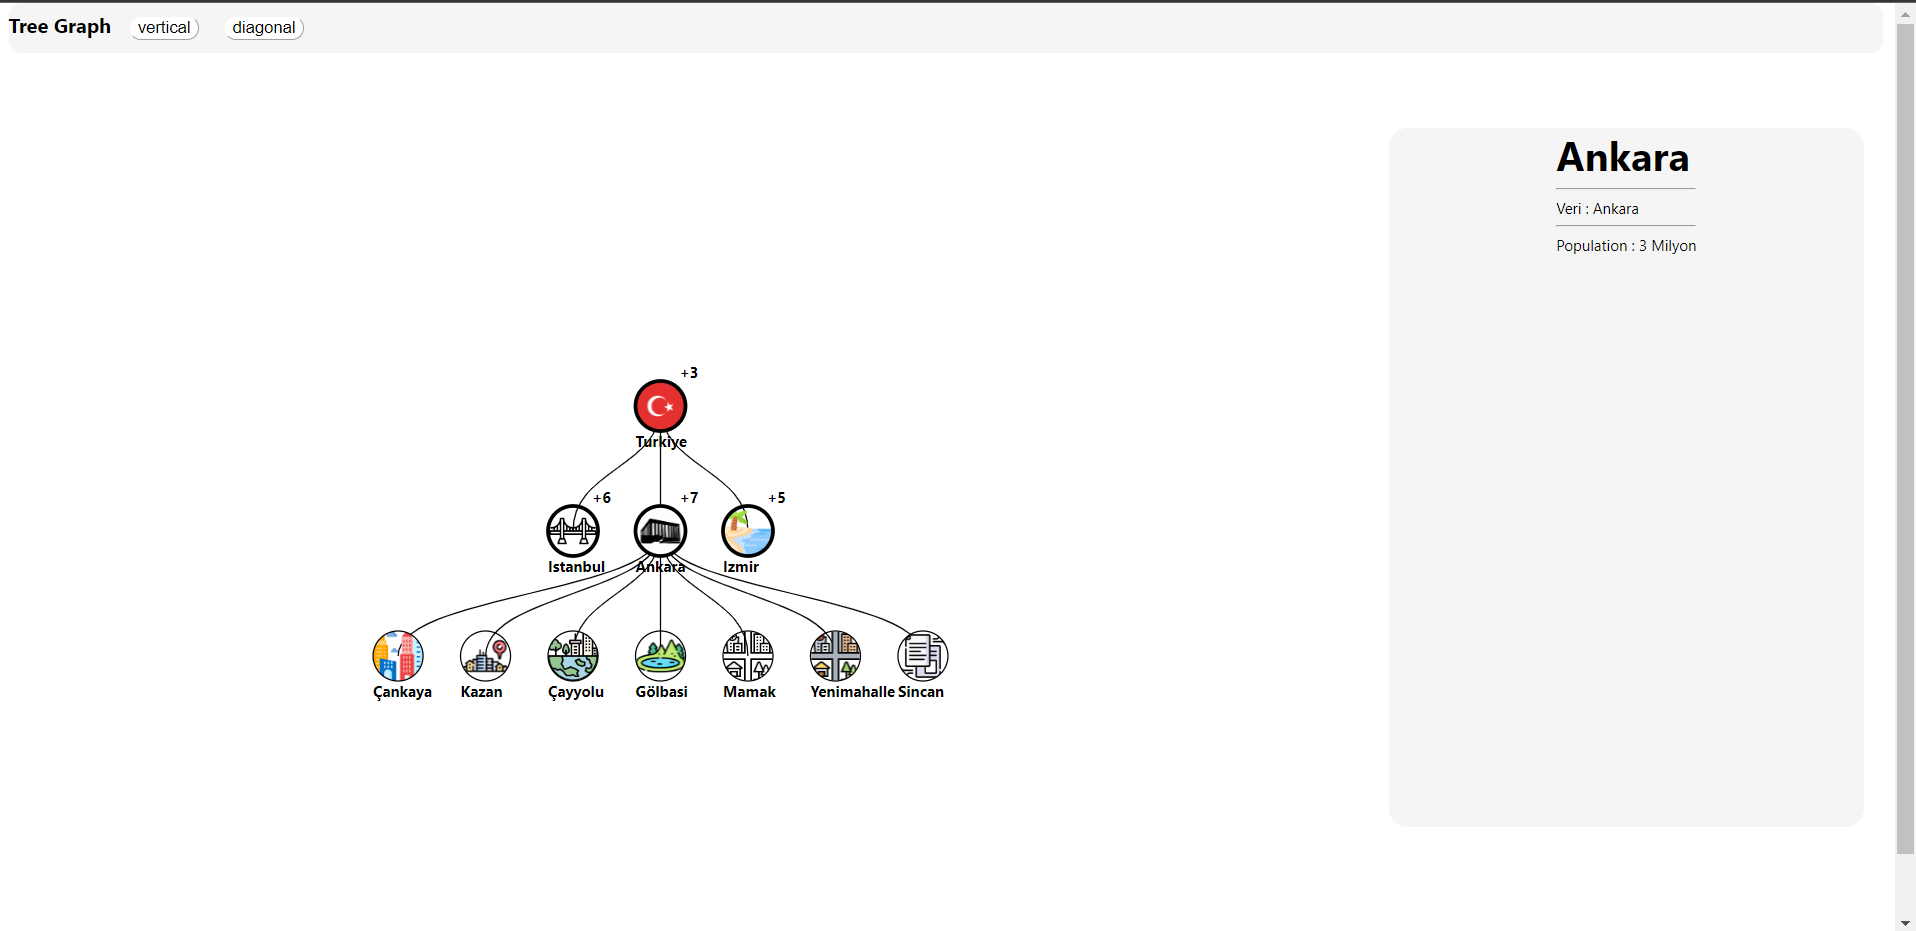 Tree Graph vertical diagonal
Ankara
Veri : Ankara
Population : 3 Milyon
+3
Turkiye
+6 +7 +5
Istanbul Ankara Izmir
Çankaya Kazan Çayyolu Gölbasi Mamak Yenimahalle Sincan